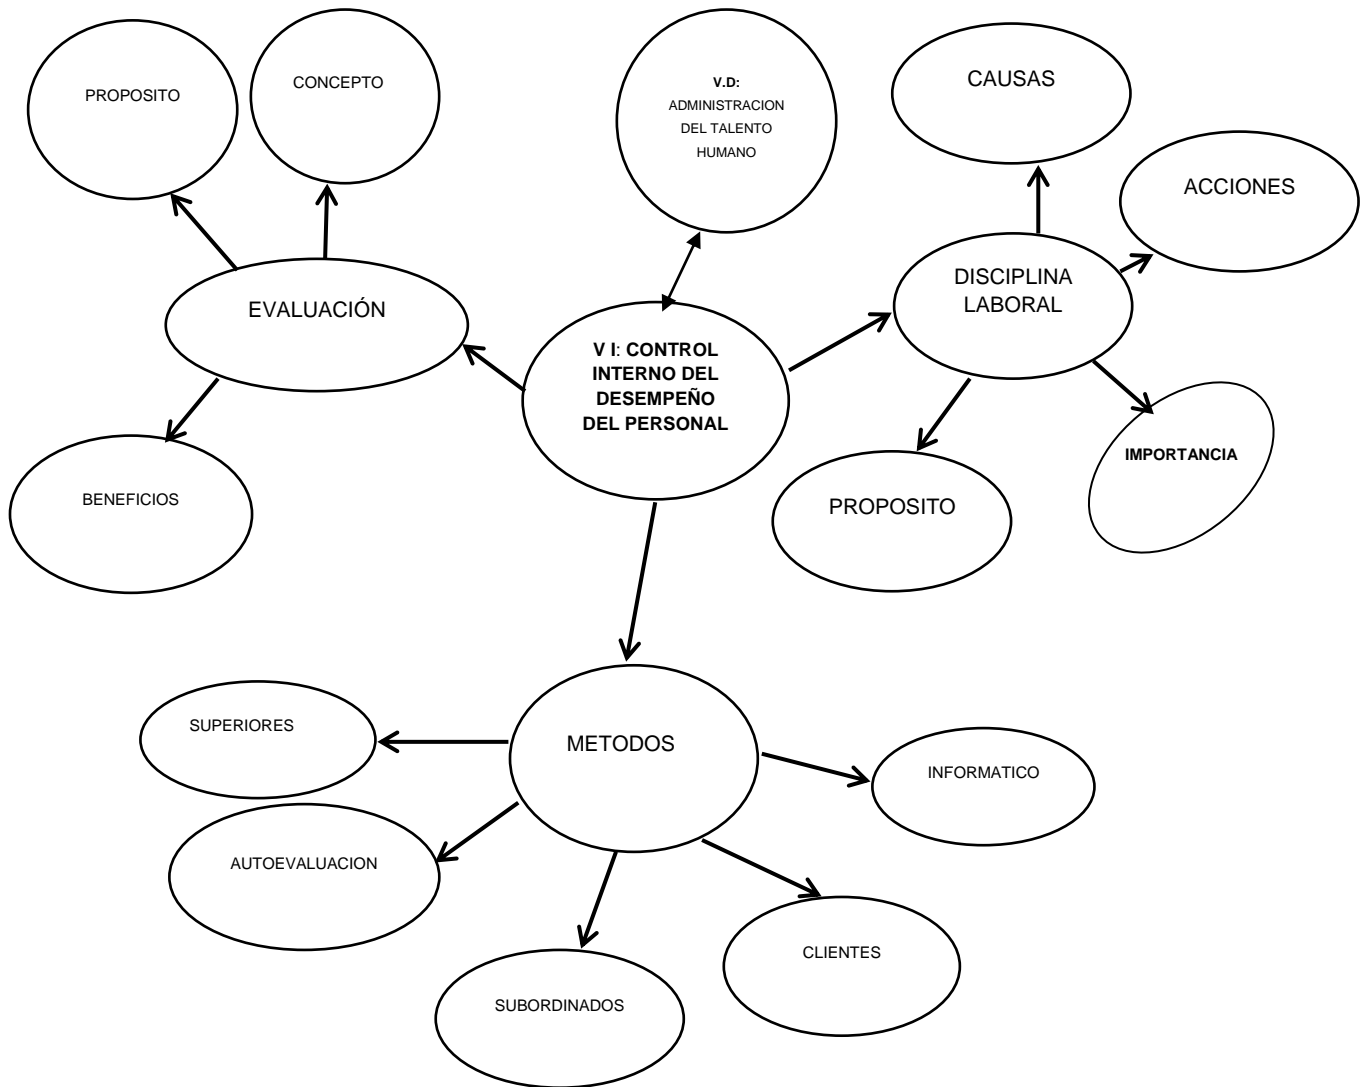 PROPOSITO
CONCEPTO
V.D:
ADMINISTRACION
DEL TALENTO
HUMANO
CAUSAS
ACCIONES
EVALUACIÓN
DISCIPLINA
LABORAL
V I: CONTROL
INTERNO DEL
DESEMPEÑO
DEL PERSONAL
BENEFICIOS
PROPOSITO
IMPORTANCIA
SUPERIORES
METODOS
INFORMATICO
AUTOEVALUACION
CLIENTES
SUBORDINADOS